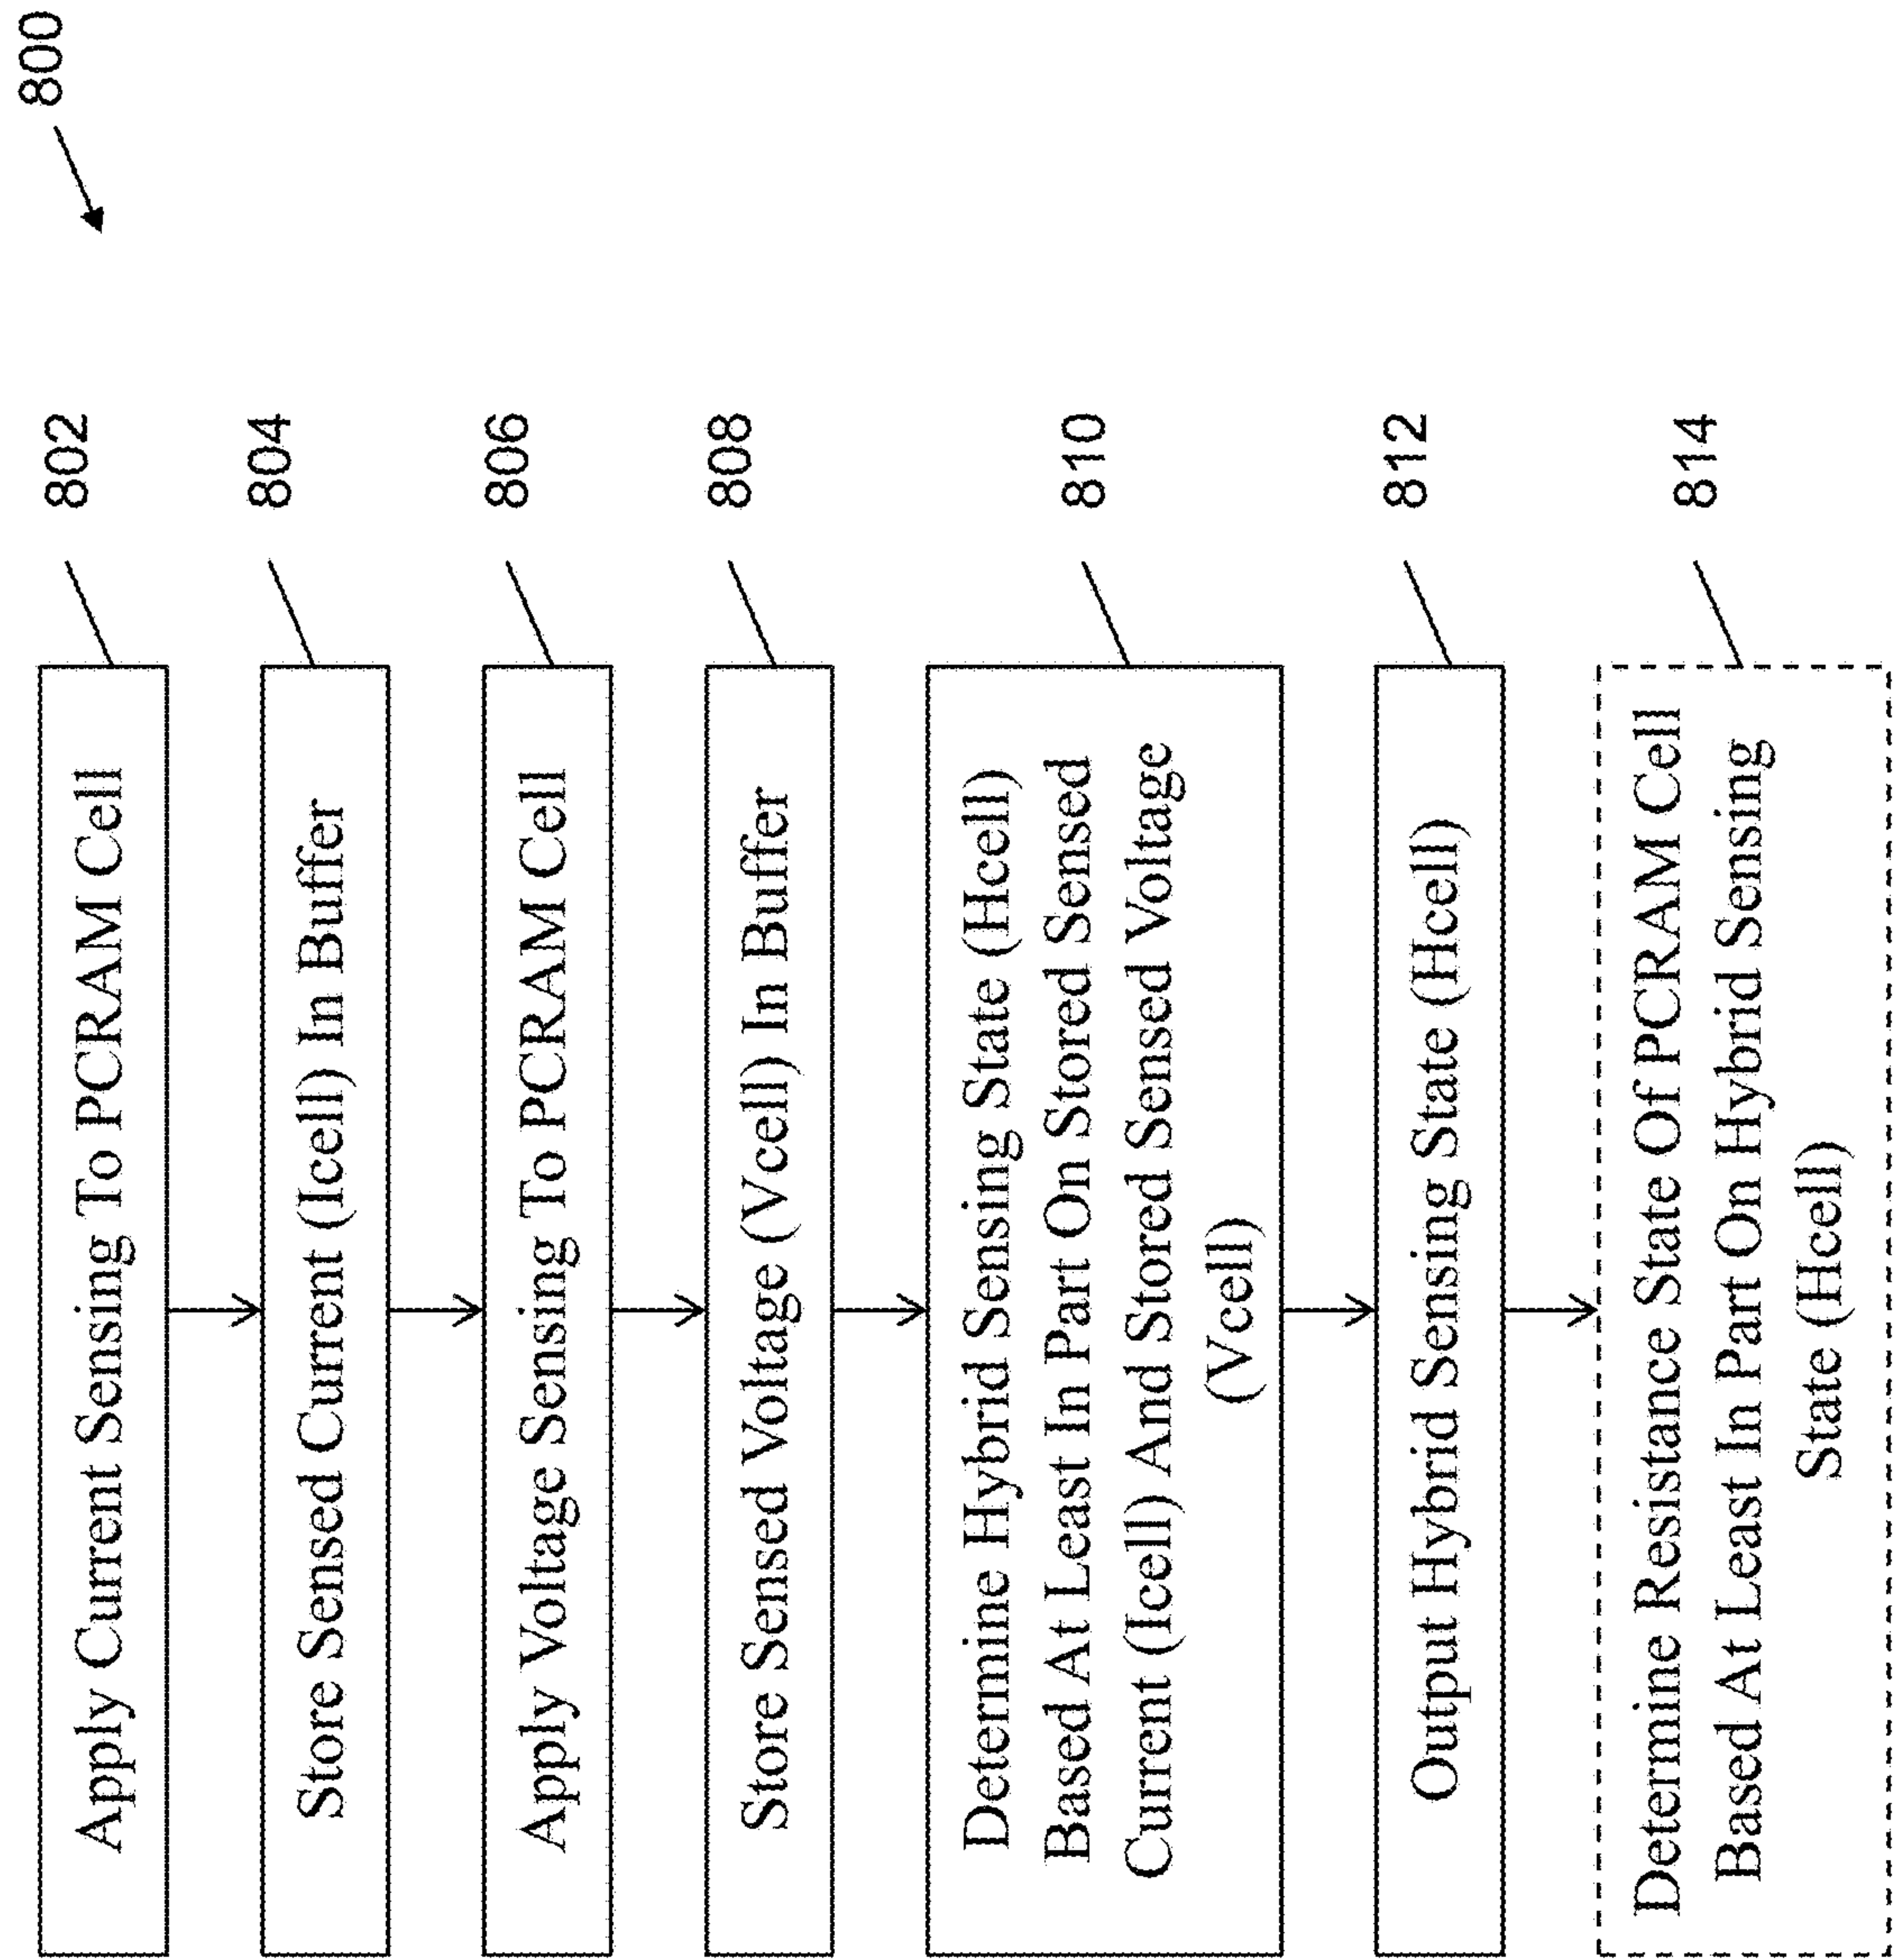 800
802
Apply Current Sensing To PCRAM Cell
804
Store Sensed Current (Icell) In Buffer
806
Apply Voltage Sensing To PCRAM Cell
808
Store Sensed Voltage (Vcell) In Buffer
810
Determine Hybrid Sensing State (Hcell)
Based At Least In Part On Stored Sensed
Current (Icell) And Stored Sensed Voltage
(Vcell)
812
Output Hybrid Sensing State (Hcell)
814
Determine Resistance State Of PCRAM Cell
Based At Least In Part On Hybrid Sensing
State (Hcell)